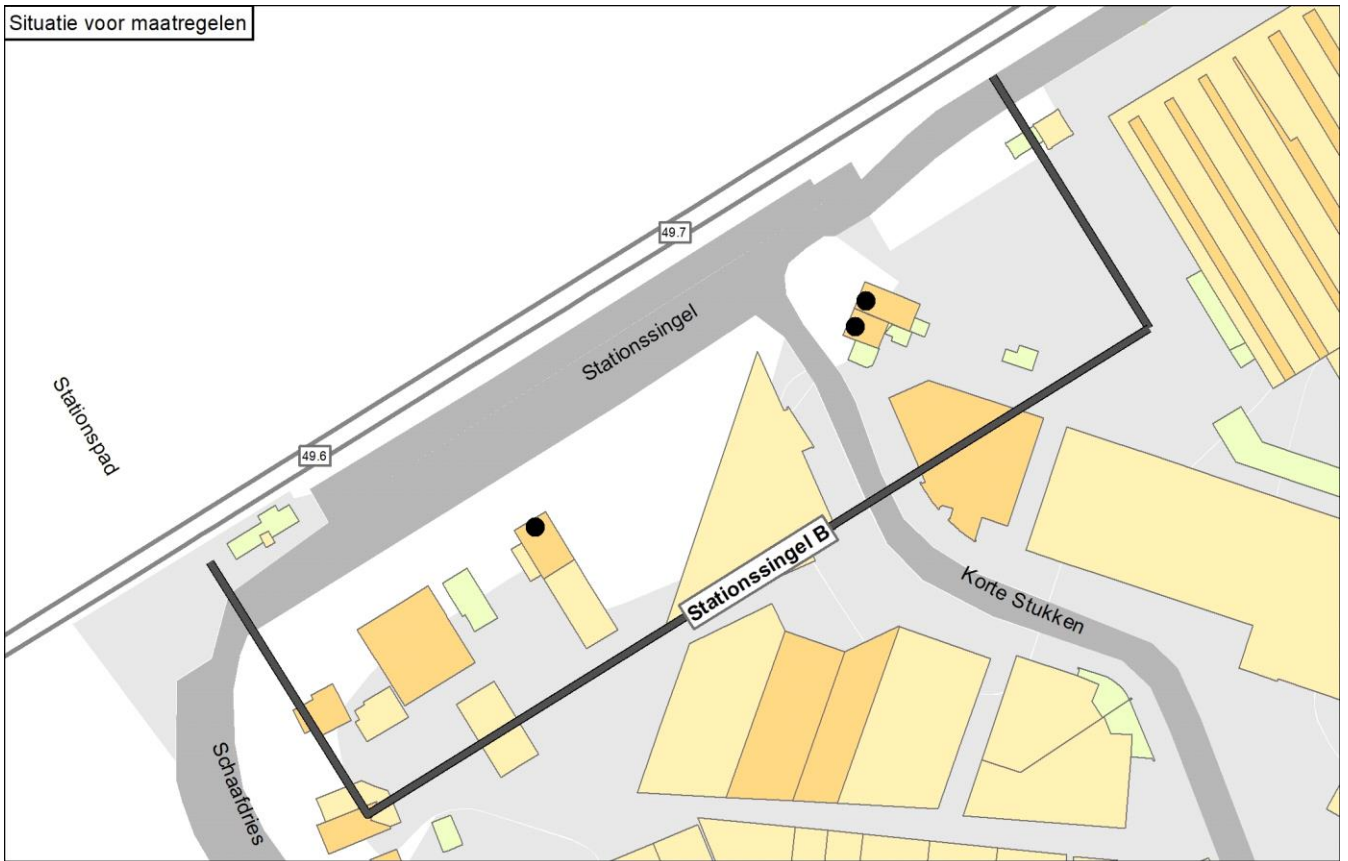 Situatie voor maatregelen
49.7
Stationssingel
Stationspad
49.6
Stationssingel B
Korte Stukken
Schaafdries